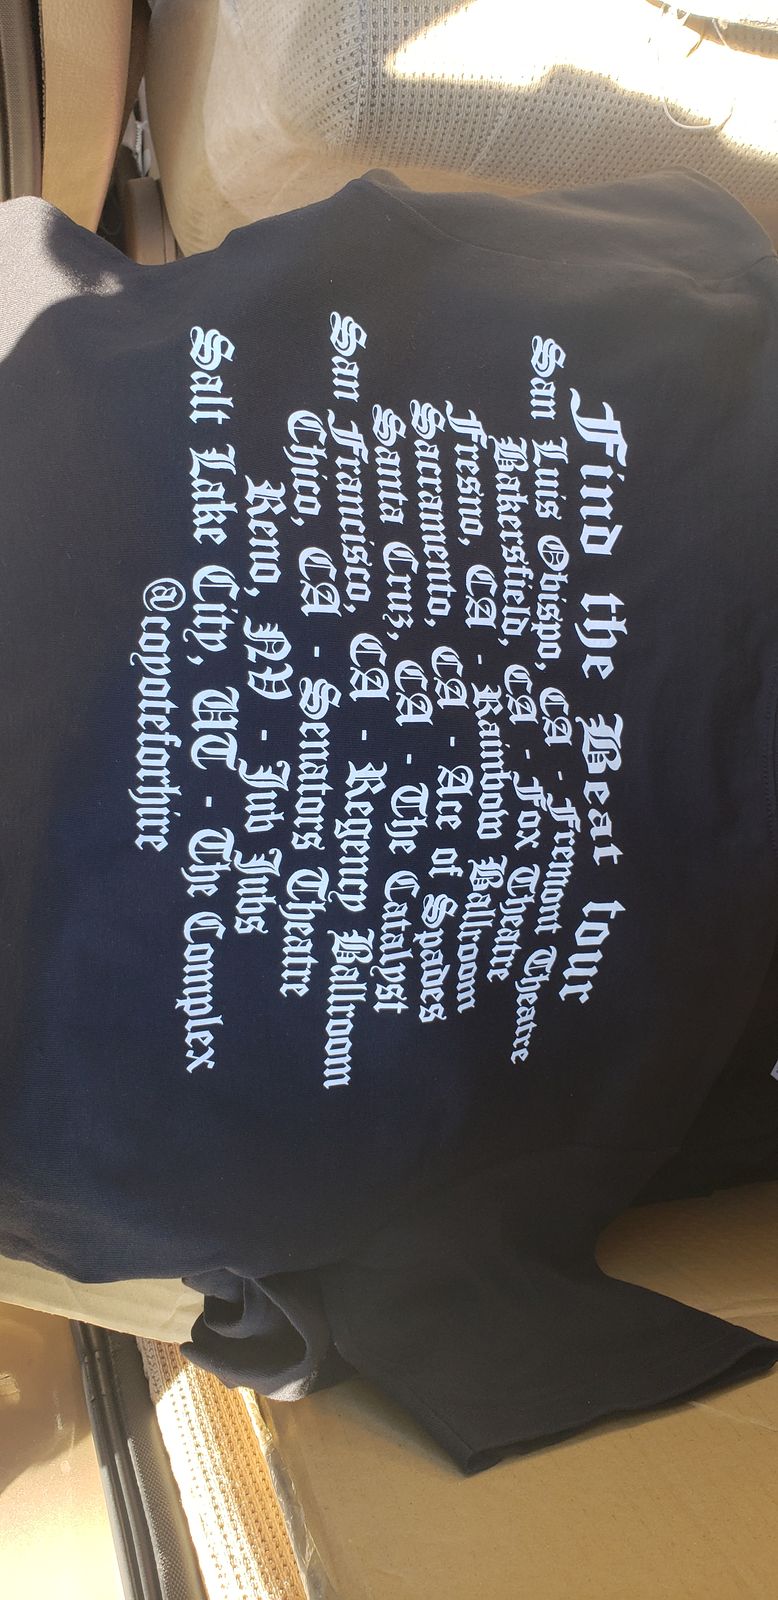 Find the Beat tour
San Luis Obispo, CA - Fremont Theatre
Bakersfield, CA - Fox Theatre
Fresno, CA - Rainbow Ballroom
Sacramento, CA - Ace of Spades
Santa Cruz, CA - The Catalyst
San Francisco, CA - Regency Ballroom
Chico, CA - Senators Theatre
Reno, NV - Jub Jubs
Salt Lake City, UT - The Complex
@coyoteforhire